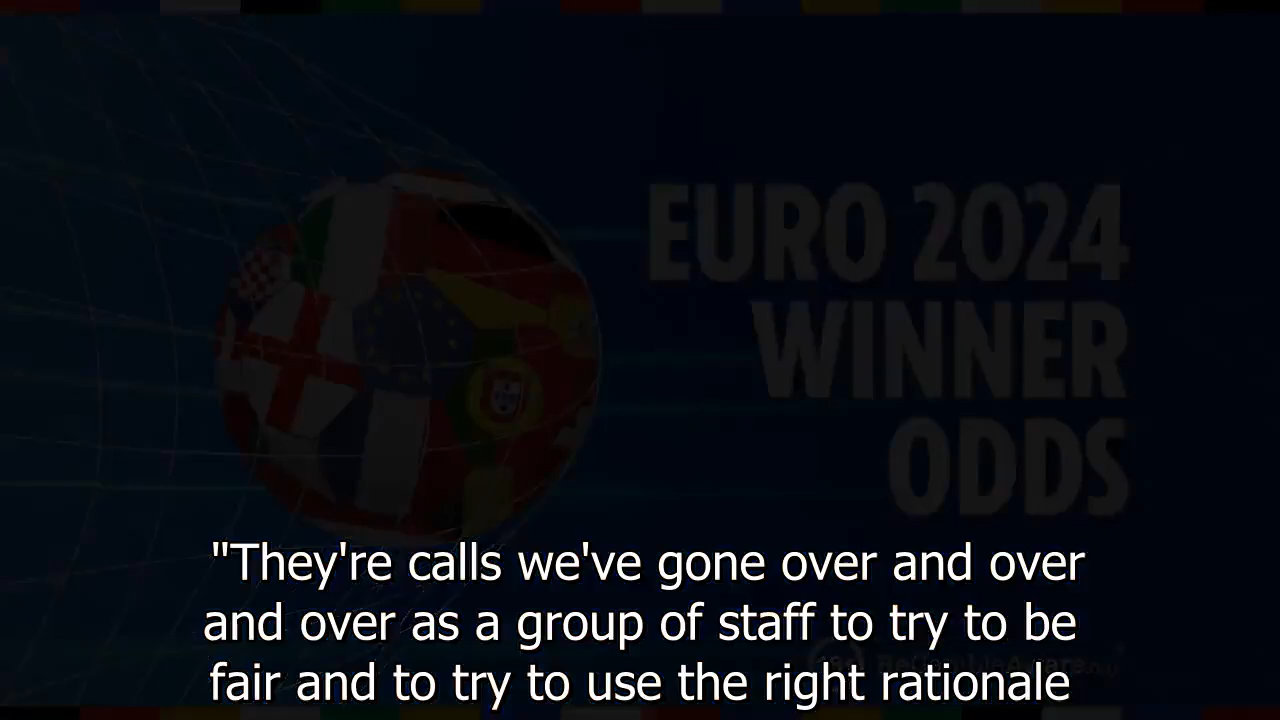 EURO 2024
WINNER
ODDS
"They're calls we've gone over and over
and over as a group of staff to try to be
fair and to try to use the right rationale